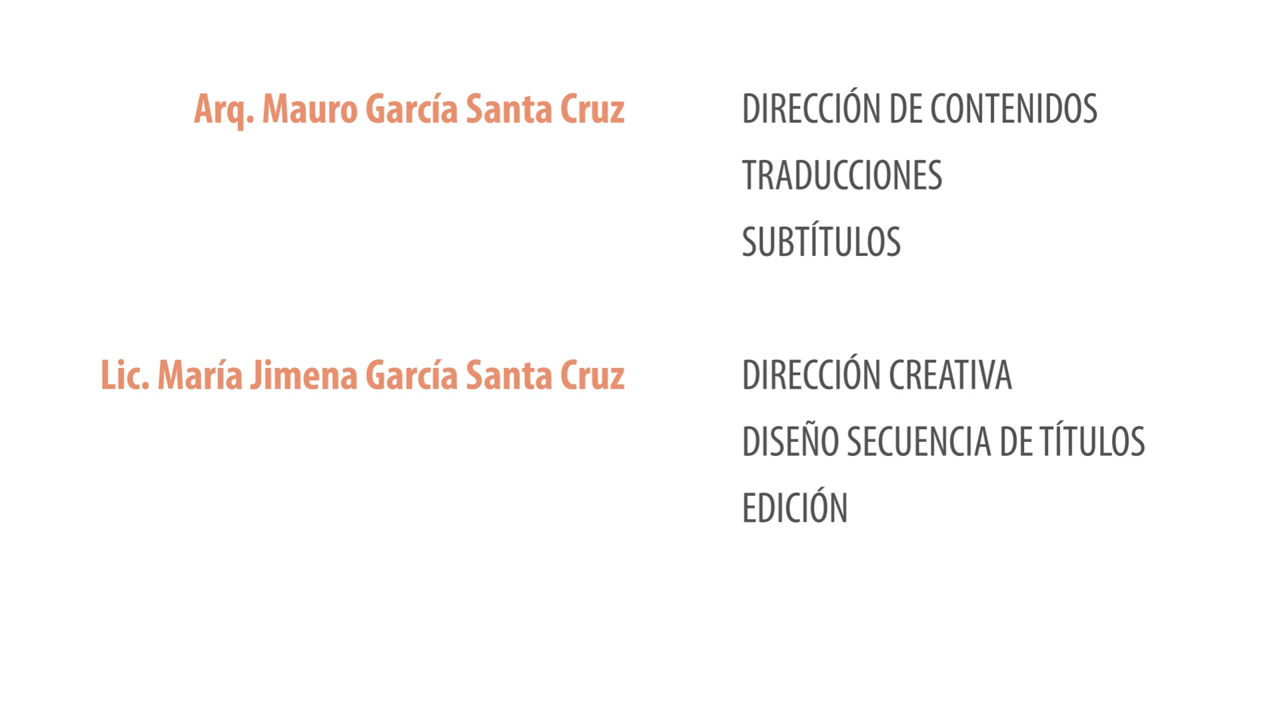 Arq. Mauro García Santa Cruz DIRECCIÓN DE CONTENIDOS
TRADUCCIONES
SUBTÍTULOS
Lic. María Jimena García Santa Cruz DIRECCIÓN CREATIVA
DISEÑO SECUENCIA DE TÍTULOS
EDICIÓN